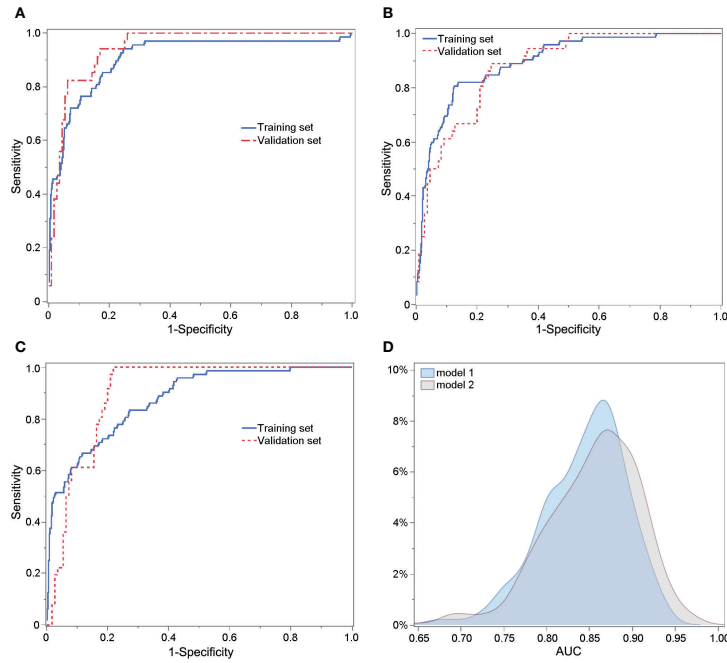 A
1.0
0.8
0.6
0.4
0.2
0
Sensitivity
Training set
Validation set
0
0.2
0.4
0.6
0.8
1.0
1-Specificity
B
1.0
0.8
0.6
0.4
0.2
0
Sensitivity
Training set
Validation set
0
0.2
0.4
0.6
0.8
1.0
1-Specificity
C
1.0
0.8
0.6
0.4
0.2
0
Sensitivity
Training set
Validation set
0
0.2
0.4
0.6
0.8
1.0
1-Specificity
D
10%
8%
6%
4%
2%
0%
model 1
model 2
0.65
0.70
0.75
0.80
0.85
0.90
0.95
1.00
AUC